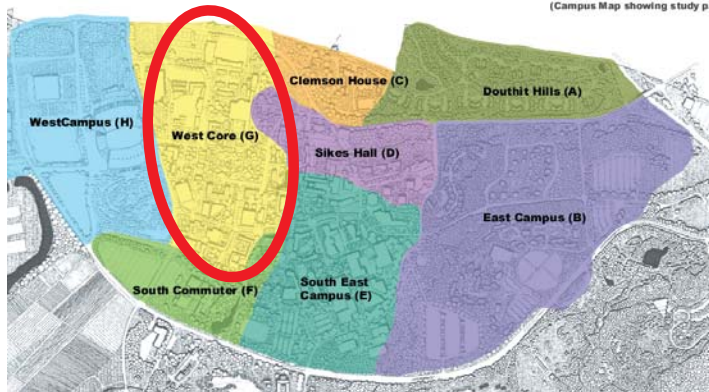 (Campus Map showing study p
Clemson House (C)
Douthit Hills (A)
WestCampus (H)
West Core (G)
Sikes Hall (D)
East Campus (B)
South Commuter (F)
South East
Campus (E)